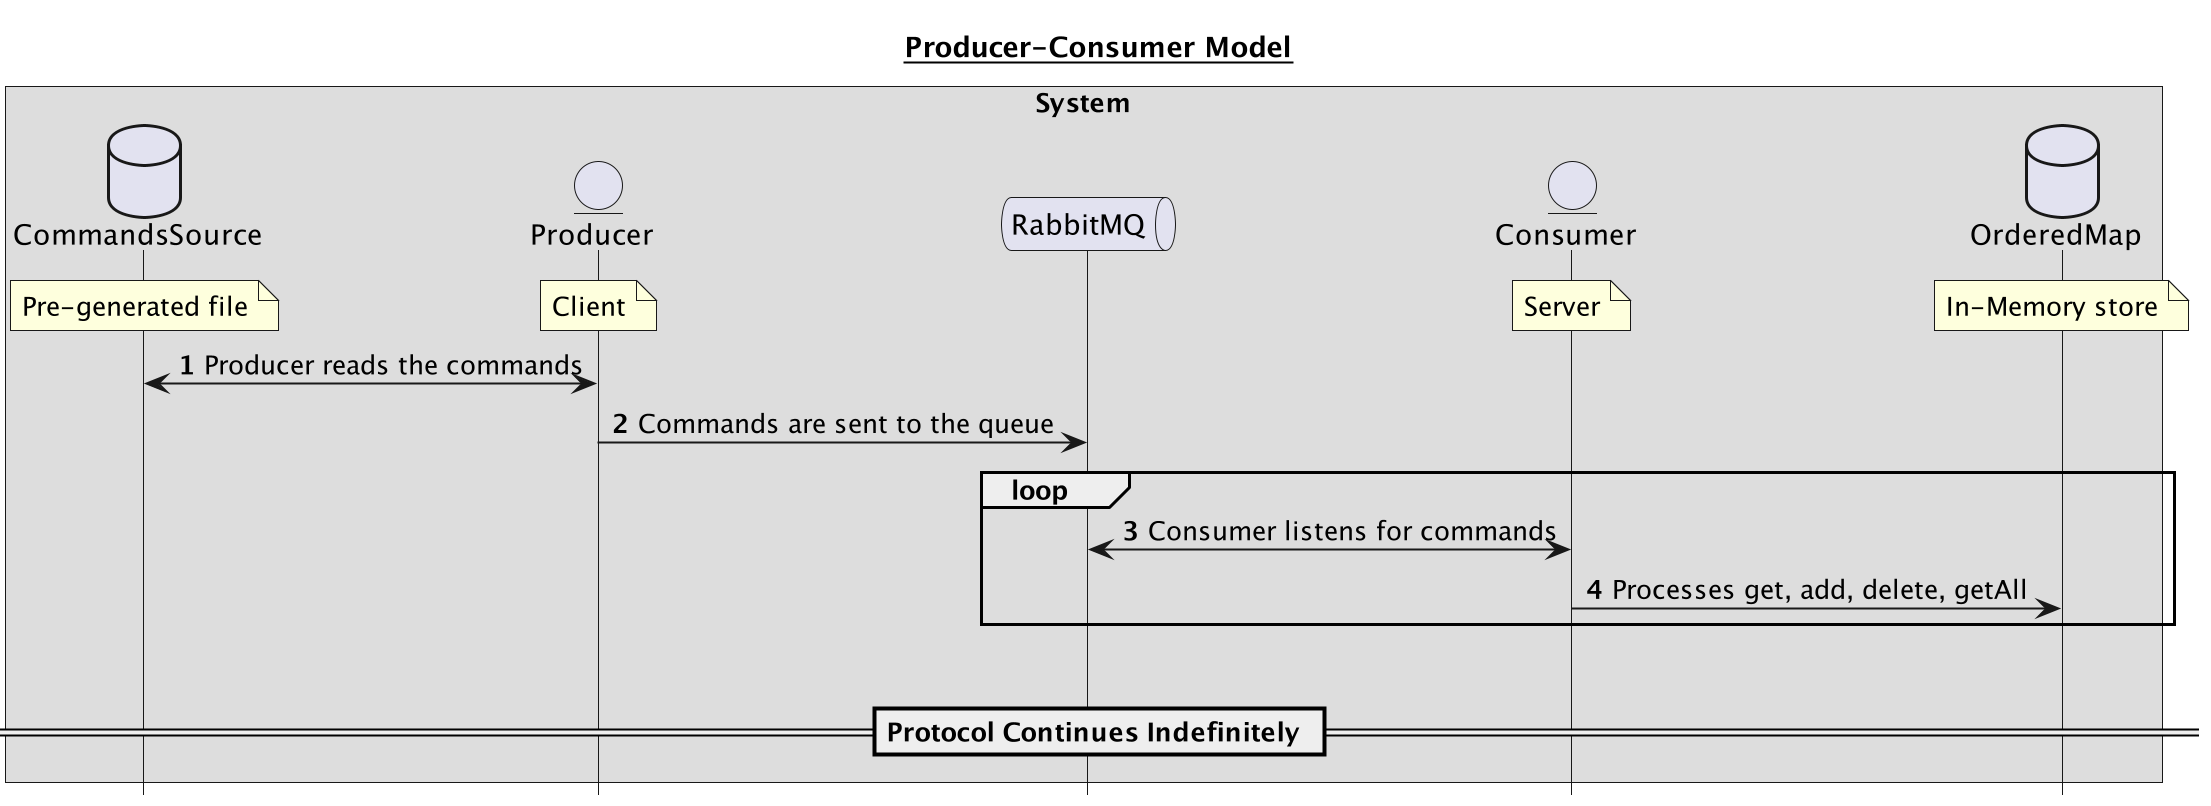 Producer-Consumer Model
System
CommandsSource
Producer
RabbitMQ
Consumer
OrderedMap
Pre-generated file
Client
Server
In-Memory store
1 Producer reads the commands
2 Commands are sent to the queue
loop
3 Consumer listens for commands
4 Processes get, add, delete, getAll
Protocol Continues Indefinitely